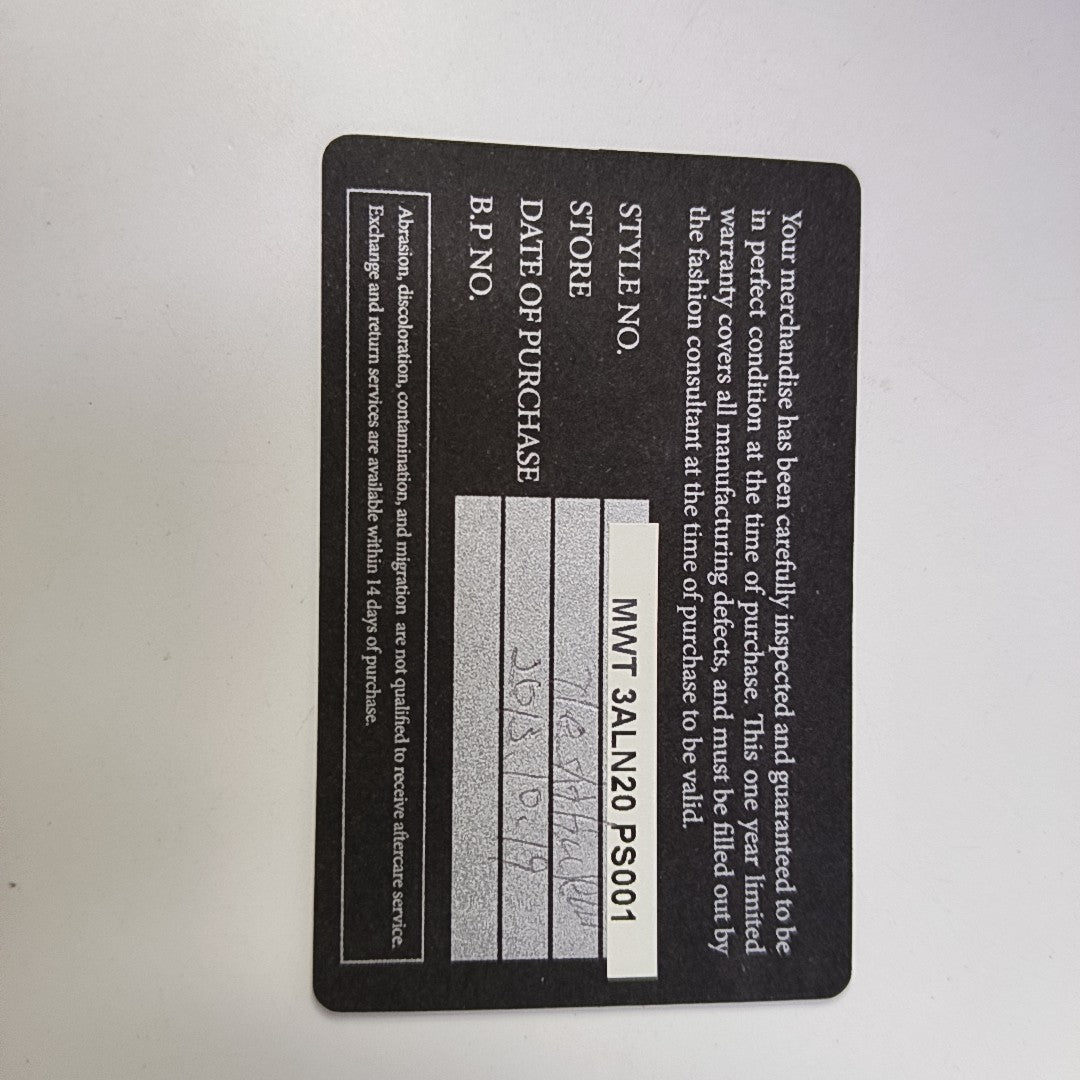 Your merchandise has been carefully inspected and guaranteed to be
in perfect condition at the time of purchase. This one year limited
warranty covers all manufacturing defects, and must be filled out by
the fashion consultant at the time of purchase to be valid.
STYLE NO. MWT 3ALN20 PS001
STORE
DATE OF PURCHASE
B.P NO.
Abrasion, discoloration, contamination, and migration are not qualified to receive aftercare service.
Exchange and return services are available within 14 days of purchase.